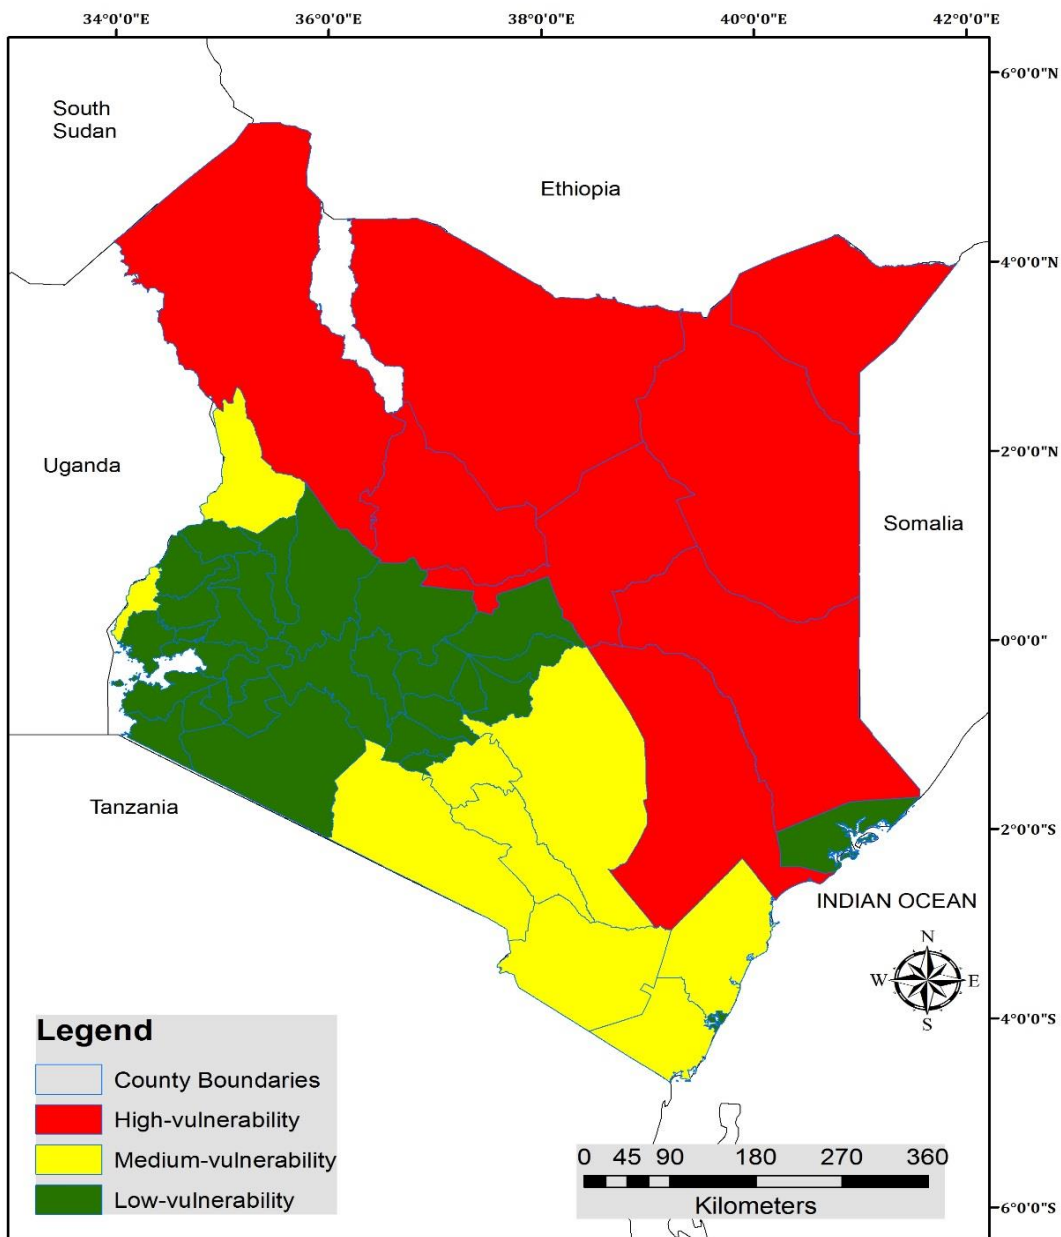 34°0'0"E 36°0'0"E 38°0'0"E 40°0'0"E 42°0'0"E
6°0'0"N
South
Sudan
Ethiopia
4°0'0"N
2°0'0"N
Uganda
Somalia
0°0'0"
Tanzania
2°0'0"S
INDIAN OCEAN
N
W E
S
4°0'0"S
Legend
County Boundaries
High-vulnerability
Medium-vulnerability
Low-vulnerability
0 45 90 180 270 360
Kilometers
6°0'0"S